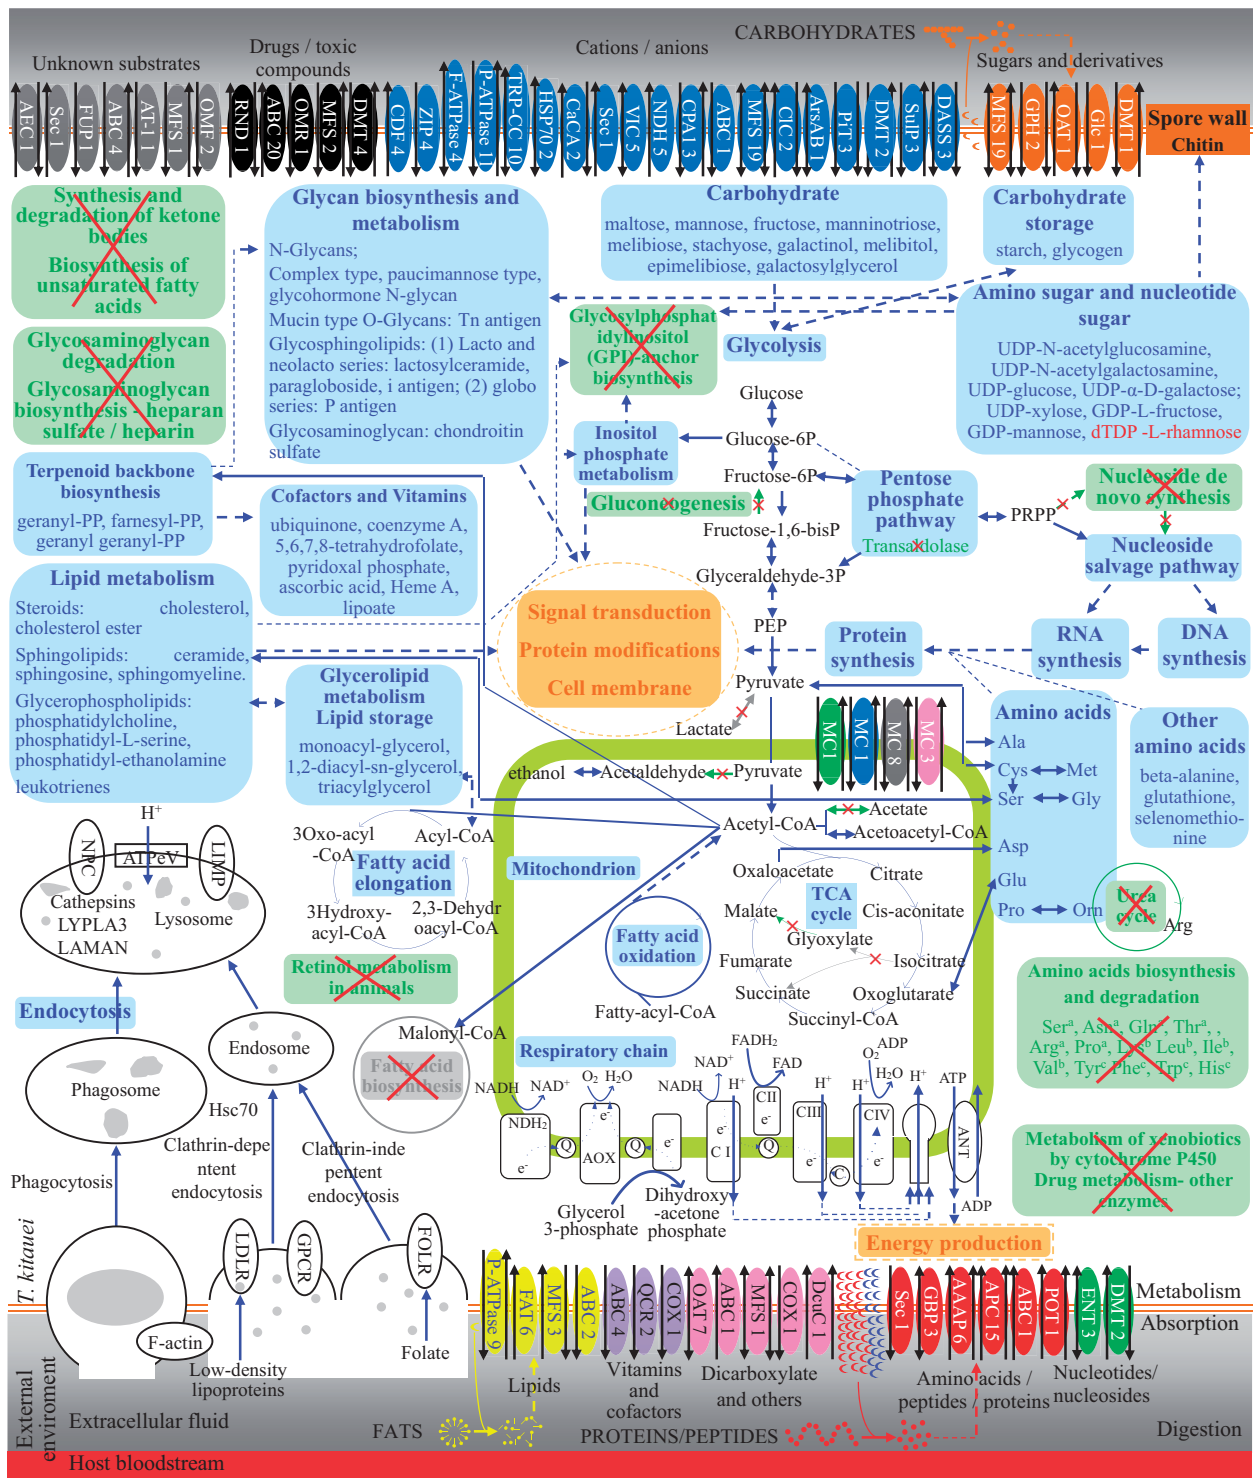 CARBOHYDRATES
Drugs / toxic
compounds
Cations / anions
Unknown substrates
Sugars and derivatives
AEC 1
Sec 1
FUP 1
ABC 4
AT-1 1
MFS 1
OMF 2
RND 1
ABC 20
OMR 1
MFS 2
DMT 4
CDF 4
ZIP 4
F-ATPase 4
P-ATPase 11
TRP-CC 10
HSP70 2
CaCA 2
Sec 1
VIC 5
NDH 5
CPA1 3
ABC 1
MFS 19
CIC 2
ArsAB 1
PiT 3
DMT 2
SulP 3
DASS 3
MFS 19
GPH 2
OAT 1
Glc 1
DMT 1
Spore wall
Chitin
Synthesis and
degradation of ketone
bodies
Biosynthesis of
unsaturated fatty
acids
Glycosaminoglycan
degradation
Glycosaminoglycan
biosynthesis - heparan
sulfate / heparin
Glycan biosynthesis and
metabolism
N-Glycans;
Complex type, paucimannose type,
glycohormone N-glycan
Mucin type O-Glycans: Tn antigen
Glycosphingolipids: (1) Lacto and
neolacto series: lactosylceramide,
paragloboside, i antigen; (2) globo
series: P antigen
Glycosaminoglycan: chondroitin
sulfate
Carbohydrate
maltose, mannose, fructose, manninotriose,
melibiose, stachyose, galactinol, melibitol,
epimelibiose, galactosylglycerol
Carbohydrate
storage
starch, glycogen
Glycosylphosphat
idylinositol
(GPI)-anchor
biosynthesis
Glycolysis
Amino sugar and nucleotide
sugar
UDP-N-acetylglucosamine,
UDP-N-acetylgalactosamine,
UDP-glucose, UDP-α-D-galactose;
UDP-xylose, GDP-L-fructose,
GDP-mannose, dTDP -L-rhamnose
Inositol
phosphate
metabolism
Glucose
Glucose-6P
Fructose-6P
Gluconeogenesis
Fructose-1,6-bisP
Glyceraldehyde-3P
PEP
Pyruvate
Lactate
Pentose
phosphate
pathway
Transaldolase
PRPP
Nucleoside de
novo synthesis
Nucleoside
salvage pathway
Terpenoid backbone
biosynthesis
geranyl-PP, farnesyl-PP,
geranyl geranyl-PP
Cofactors and Vitamins
ubiquinone, coenzyme A,
5,6,7,8-tetrahydrofolate,
pyridoxal phosphate,
ascorbic acid, Heme A,
lipoate
Lipid metabolism
Steroids: cholesterol,
cholesterol ester
Sphingolipids: ceramide,
sphingosine, sphingomyeline.
Glycerophospholipids:
phosphatidylcholine,
phosphatidyl-L-serine,
phosphatidyl-ethanolamine
leukotrienes
Glycerolipid
metabolism
Lipid storage
monoacyl-glycerol,
1,2-diacyl-sn-glycerol,
triacylglycerol
Signal transduction
Protein modifications
Cell membrane
Protein
synthesis
RNA
synthesis
DNA
synthesis
MC1
MC 1
MC 8
MC 3
Amino acids
Ala
Cys
Met
Ser
Gly
Asp
Glu
Pro
Orn
Other
amino acids
beta-alanine,
glutathione,
selenomethio-
nine
Urea
cycle
Arg
ethanol
Acetaldehyde
Pyruvate
Acetyl-CoA
Acetate
Acetoacetyl-CoA
Mitochondrion
Oxaloacetate
Citrate
TCA
cycle
Malate
Cis-aconitate
Glyoxylate
Fumarate
Isocitrate
Succinate
Oxoglutarate
Succinyl-CoA
Fatty acid
oxidation
Fatty-acyl-CoA
3Oxo-acyl
-CoA
Acyl-CoA
Fatty acid
elongation
3Hydroxy-
acyl-CoA
2,3-Dehydr
oacyl-CoA
Retinol metabolism
in animals
Malonyl-CoA
Fatty acid
biosynthesis
H⁺
NPC
ATPeV
LIMP
Cathepsins
LYPLA3
LAMAN
Lysosome
Endocytosis
Phagosome
Endosome
Hsc70
Clathrin-depe
ntent
endocytosis
Clathrin-inde
pentent
endocytosis
Phagocytosis
Amino acids biosynthesis
and degradation
Serᵃ, Asnᵃ, Glnᵃ, Thrᵃ, ,
Argᵃ, Proᵃ, Lysᵇ Leuᵇ, Ileᵇ,
Valᵇ, Tyrᶜ Pheᶜ, Trpᶜ, Hisᶜ
Metabolism of xenobiotics
by cytochrome P450
Drug metabolism- other
enzymes
Respiratory chain
NADH
NAD⁺
O₂
H₂O
NADH
NAD⁺
H⁺
FADH₂
FAD
H⁺
O₂
ADP
H₂O
H⁺
H⁺
ATP
NDH₂
e⁻
Q
AOX
e⁻
Q
e⁻
C I
e⁻
CII
e⁻
Q
CIII
e⁻
C
CIV
e⁻
ANT
ADP
Glycerol
3-phosphate
Dihydroxy
-acetone
phosphate
Energy production
T. kitauei
LDLR
GPCR
FOLR
F-actin
Low-density
lipoproteins
Folate
P-ATPase 9
FAT 6
MFS 3
ABC 2
ABC 4
QCR 2
COX 1
OAT 7
ABC 1
MFS 1
COX 1
DcuC 1
Sec 1
GBP 3
AAAP 6
APC 15
ABC 1
POT 1
ENT 3
DMT 2
Metabolism
Absorption
Lipids
Vitamins
and
cofactors
Dicarboxylate
and others
Amino acids /
peptides / proteins
Nucleotides/
nucleosides
External
enviroment
Extracellular fluid
FATS
PROTEINS/PEPTIDES
Digestion
Host bloodstream